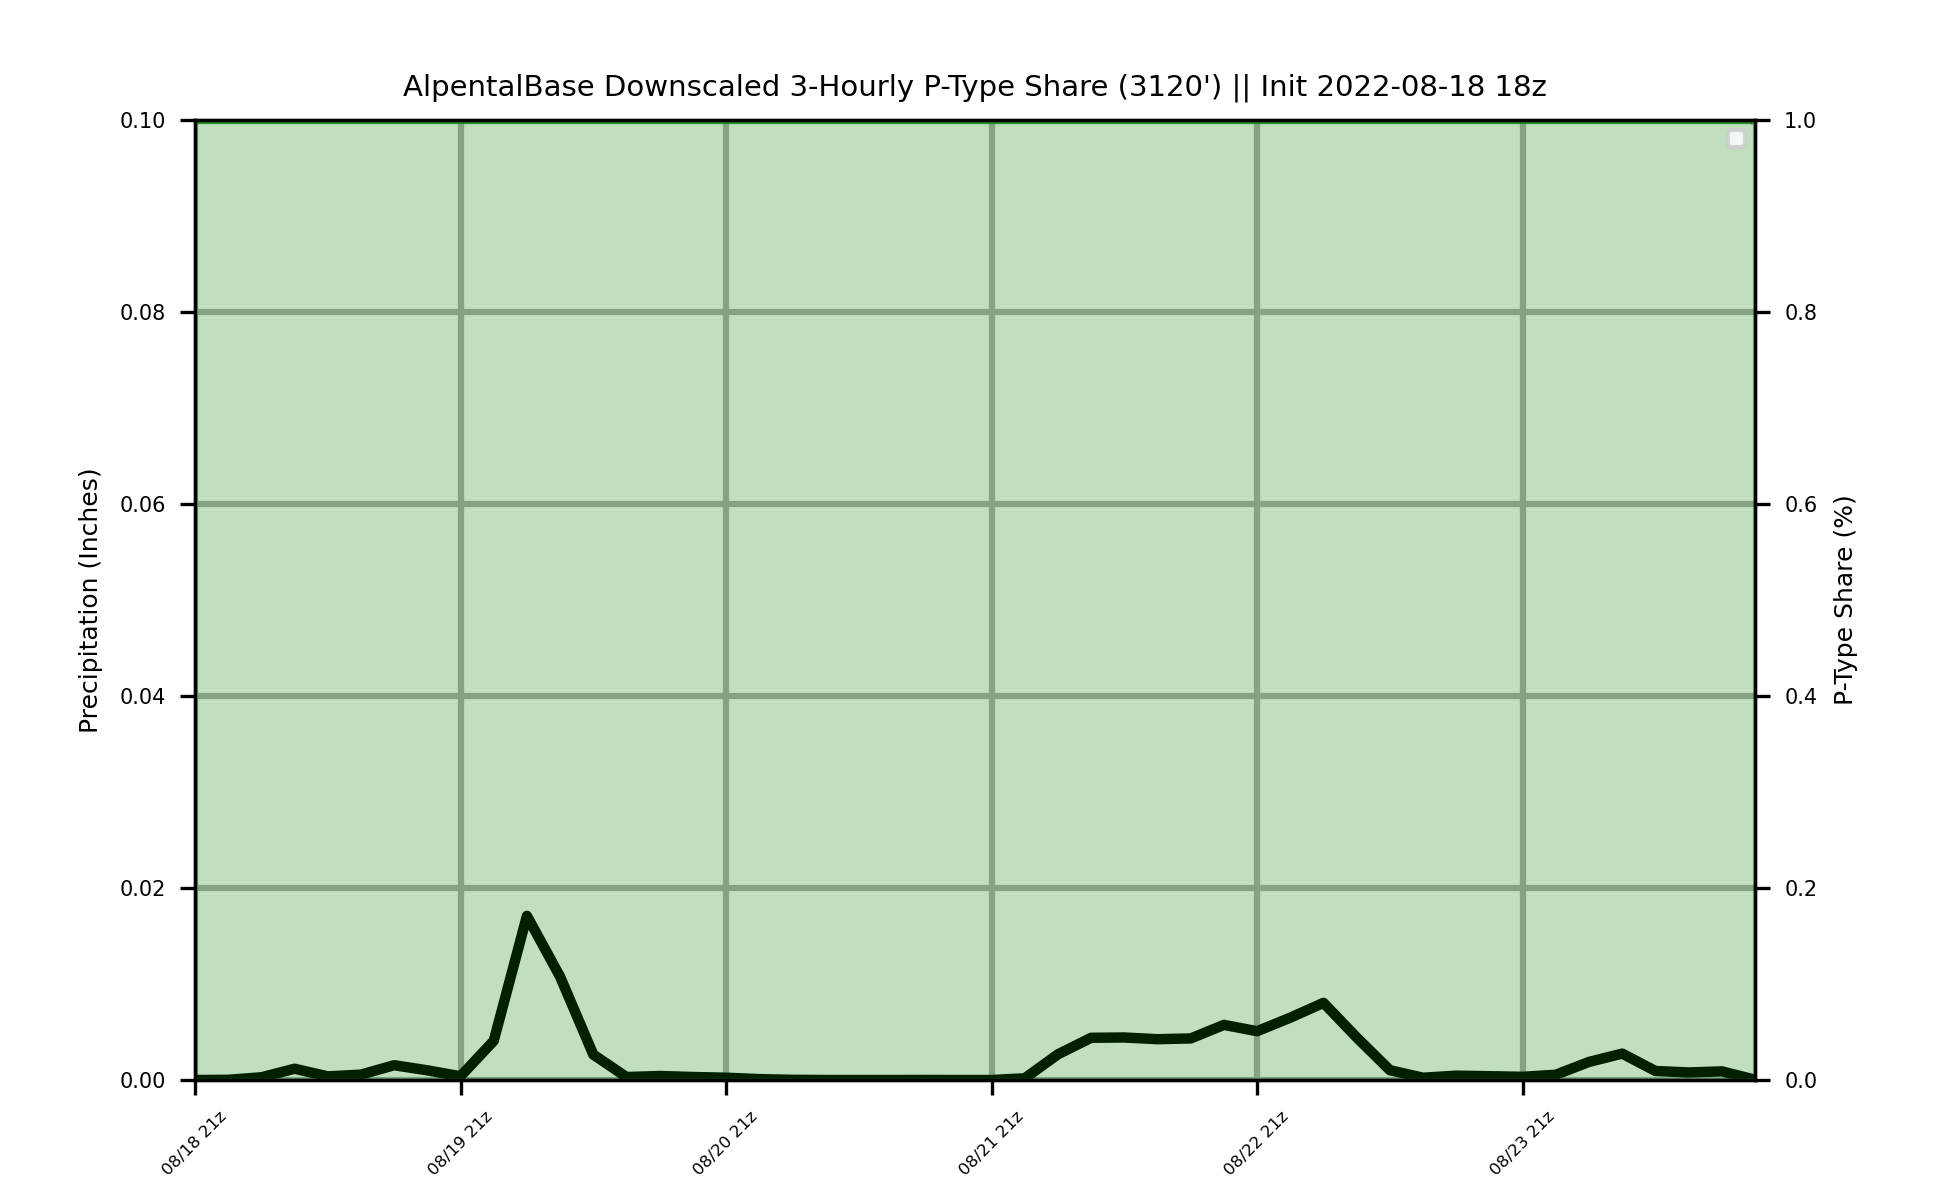 AlpentalBase Downscaled 3-Hourly P-Type Share (3120') || Init 2022-08-18 18z
0.10
0.08
0.06
0.04
0.02
0.00
Precipitation (Inches)
1.0
0.8
0.6
0.4
0.2
0.0
P-Type Share (%)
08/18 21z
08/19 21z
08/20 21z
08/21 21z
08/22 21z
08/23 21z